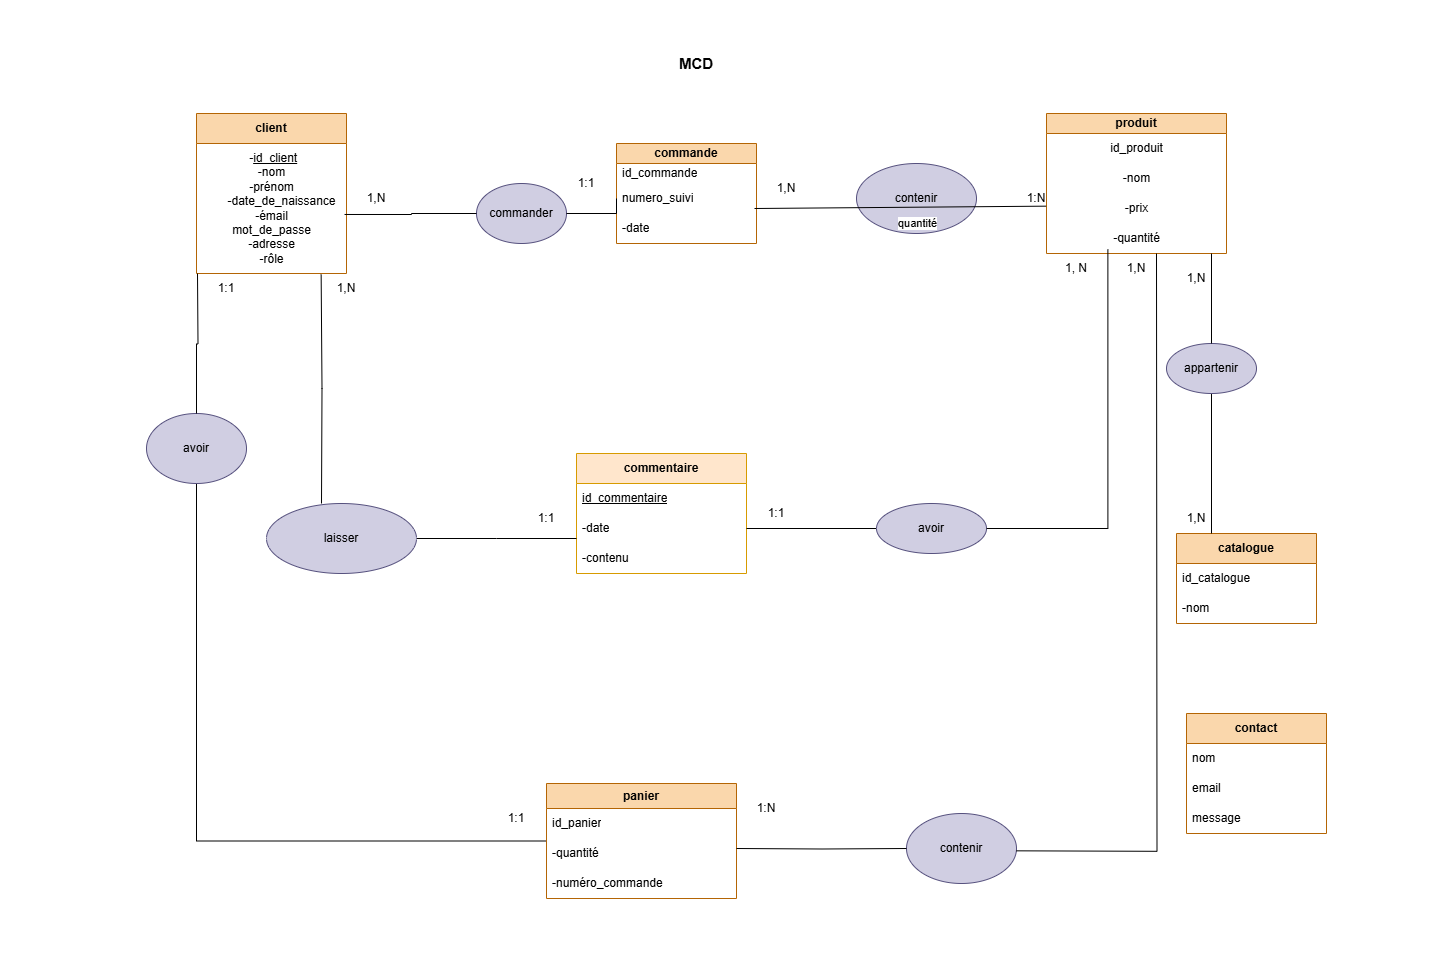 MCD
client
-id_client
-nom
-prénom
-date_de_naissance
-émail
mot_de_passe
-adresse
-rôle
1,N
commander
1:1
commande
id_commande
numero_suivi
-date
1,N
contenir
quantité
1:N
produit
id_produit
-nom
-prix
-quantité
1:1
1,N
1, N
1,N
1,N
appartenir
avoir
laisser
1:1
commentaire
id_commentaire
-date
-contenu
1:1
avoir
1,N
catalogue
id_catalogue
-nom
contact
nom
email
message
1:1
panier
id_panier
-quantité
-numéro_commande
1:N
contenir